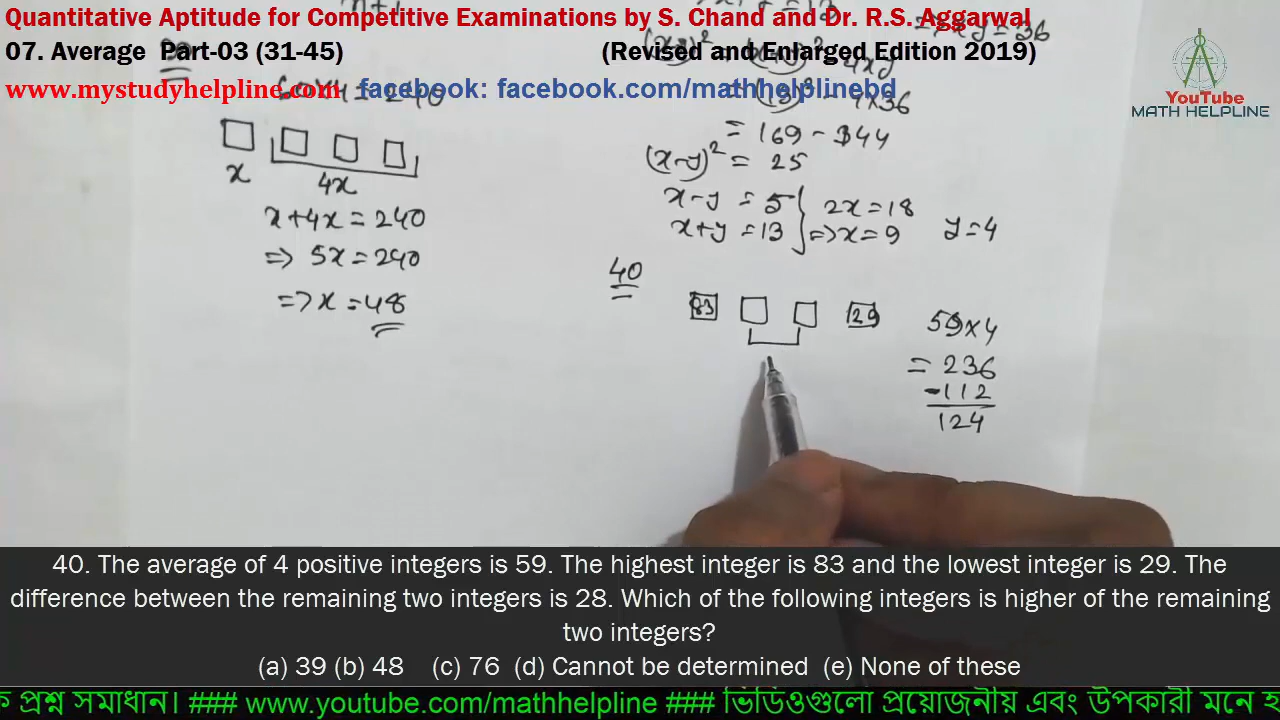 Quantitative Aptitude for Competitive Examinations by S. Chand and Dr. R.S. Aggarwal
07. Average Part-03 (31-45) (Revised and Enlarged Edition 2019)
www.mystudyhelpline.com facebook: facebook.com/mathhelplinebd
YouTube
MATH HELPLINE
x 4x
x+4x = 240
=> 5x = 240
=> x = 48
= 169 - 144
(x-y)² = 25
x-y = 5 2x = 18
x+y = 13 => x = 9 y = 4
40
83 29
59×4
= 236
-112
124
40. The average of 4 positive integers is 59. The highest integer is 83 and the lowest integer is 29. The
difference between the remaining two integers is 28. Which of the following integers is higher of the remaining
two integers?
(a) 39 (b) 48 (c) 76 (d) Cannot be determined (e) None of these
প্রশ্ন সমাধান। ### www.youtube.com/mathhelpline ### ভিডিওগুলো প্রয়োজনীয় এবং উপকারী মনে